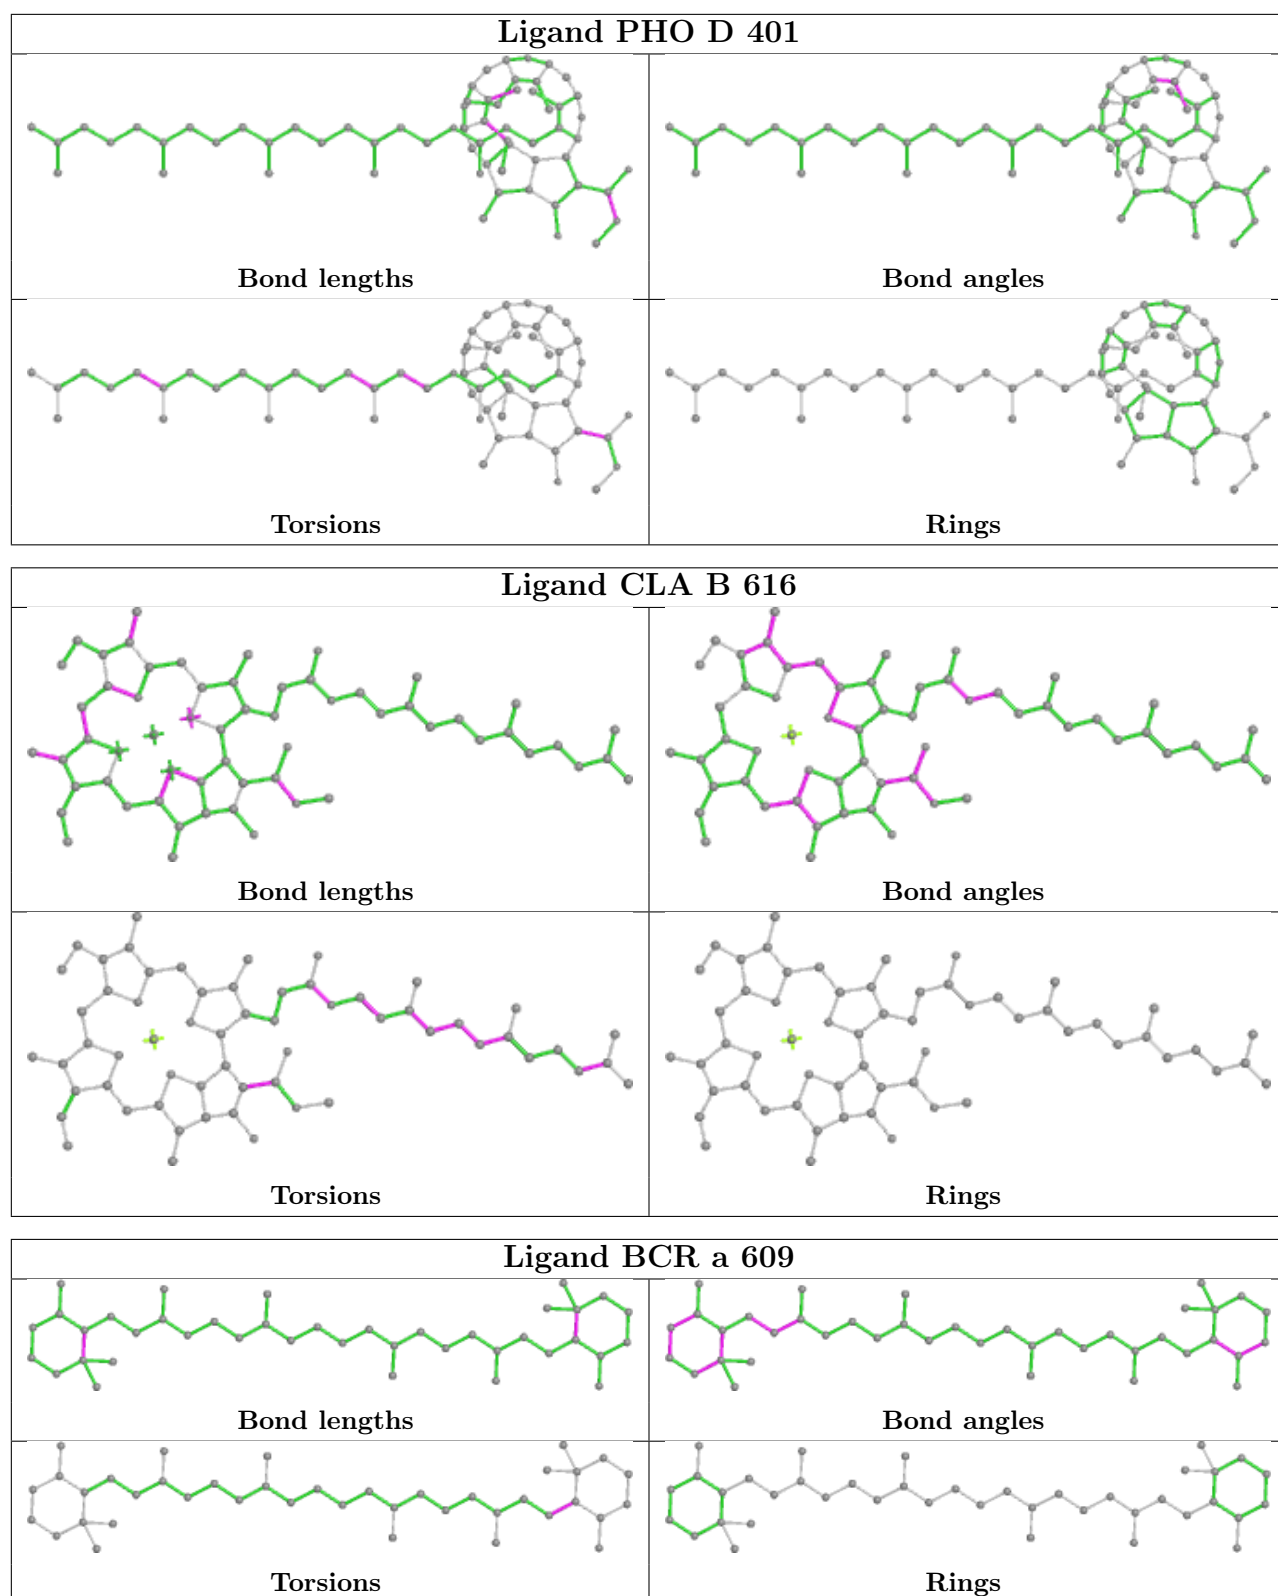 Ligand PHO D 401
Bond lengths
Bond angles
Torsions
Rings
Ligand CLA B 616
Bond lengths
Bond angles
Torsions
Rings
Ligand BCR a 609
Bond lengths
Bond angles
Torsions
Rings